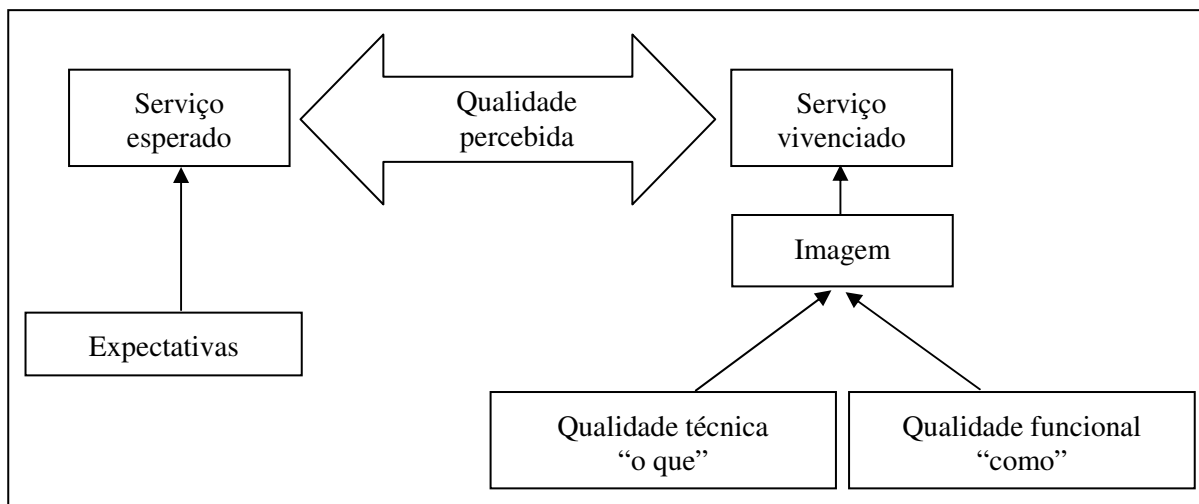 Serviço
esperado
Qualidade
percebida
Serviço
vivenciado
Imagem
Expectativas
Qualidade técnica
“o que”
Qualidade funcional
“como”